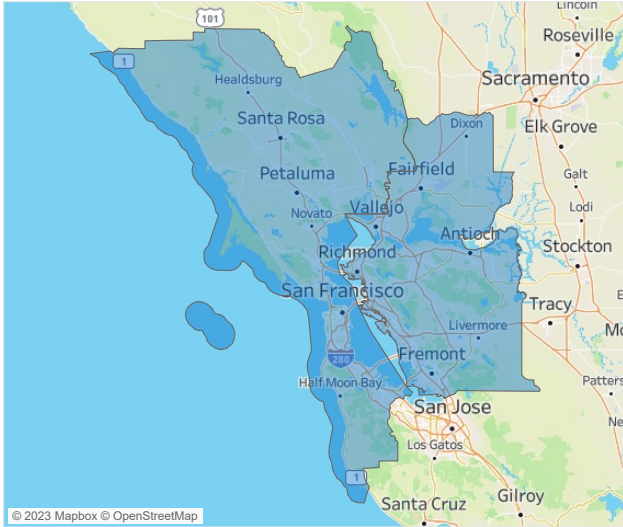 Lincoln
101
Roseville
1
Healdsburg
Sacramento
Santa Rosa
Dixon
Elk Grove
Petaluma
Fairfield
Galt
Novato
Vallejo
Lodi
Antioch
Stockton
Richmond
San Francisco
Tracy
Livermore
280
Fremont
Half Moon Bay
Patters
San Jose
Los Gatos
1
Santa Cruz
Gilroy
© 2023 Mapbox © OpenStreetMap